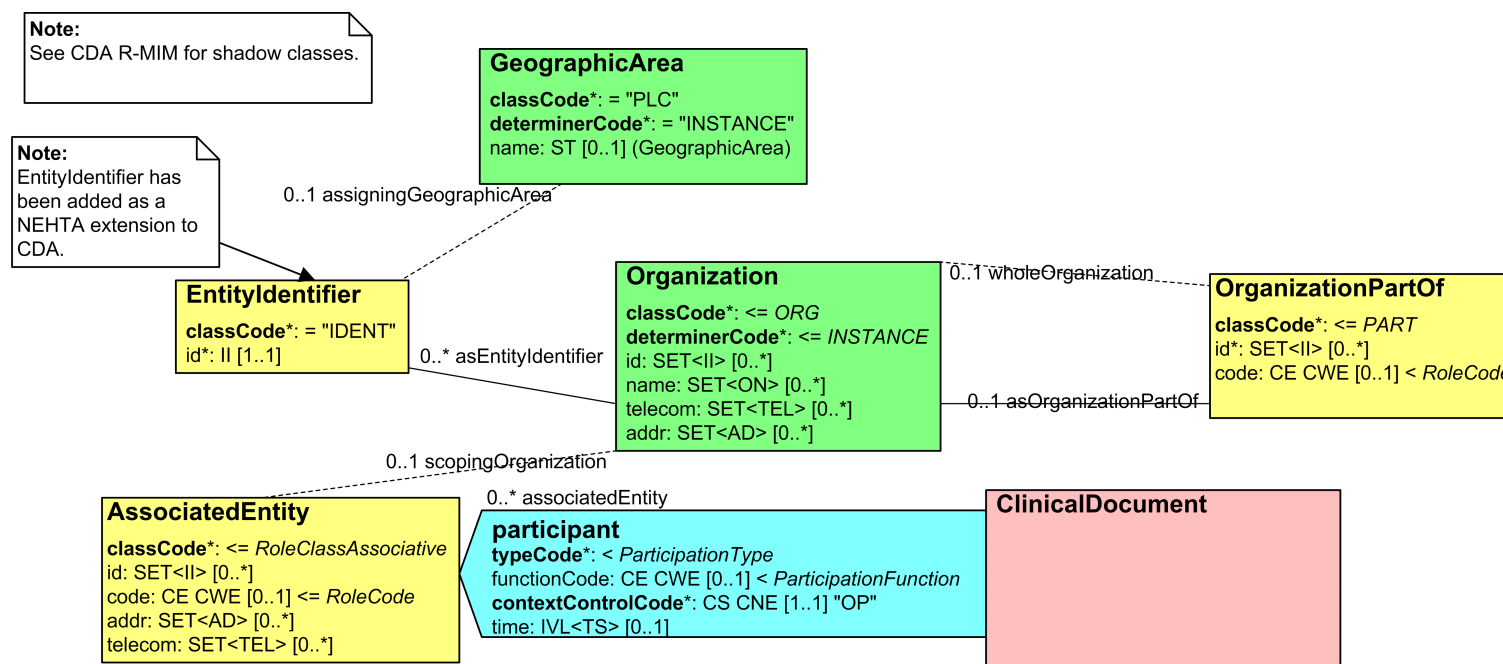 Note:
See CDA R-MIM for shadow classes.
GeographicArea
classCode*: = "PLC"
determinerCode*: = "INSTANCE"
name: ST [0..1] (GeographicArea)
Note:
EntityIdentifier has
been added as a
NEHTA extension to
CDA.
0..1 assigningGeographicArea
EntityIdentifier
classCode*: = "IDENT"
id*: II [1..1]
0..* asEntityIdentifier
Organization
classCode*: <= ORG
determinerCode*: <= INSTANCE
id: SET<II> [0..*]
name: SET<ON> [0..*]
telecom: SET<TEL> [0..*]
addr: SET<AD> [0..*]
0..1 wholeOrganization
OrganizationPartOf
classCode*: <= PART
id*: SET<II> [0..*]
code: CE CWE [0..1] < RoleCode
0..1 asOrganizationPartOf
0..1 scopingOrganization
AssociatedEntity
classCode*: <= RoleClassAssociative
id: SET<II> [0..*]
code: CE CWE [0..1] <= RoleCode
addr: SET<AD> [0..*]
telecom: SET<TEL> [0..*]
0..* associatedEntity
participant
typeCode*: < ParticipationType
functionCode: CE CWE [0..1] < ParticipationFunction
contextControlCode*: CS CNE [1..1] "OP"
time: IVL<TS> [0..1]
ClinicalDocument